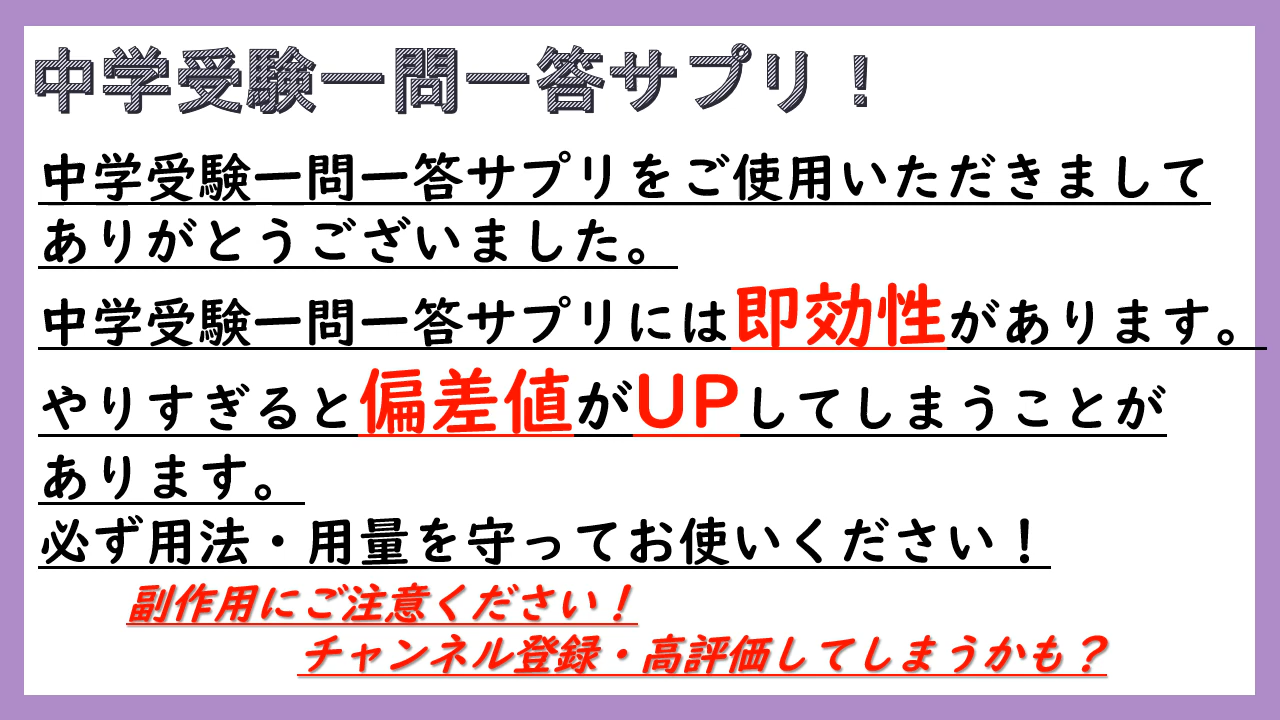 中学受験一問一答サプリ！
中学受験一問一答サプリをご使用いただきまして
ありがとうございました。
中学受験一問一答サプリには即効性があります。
やりすぎると偏差値がUPしてしまうことが
あります。
必ず用法・用量を守ってお使いください！
副作用にご注意ください！
チャンネル登録・高評価してしまうかも？